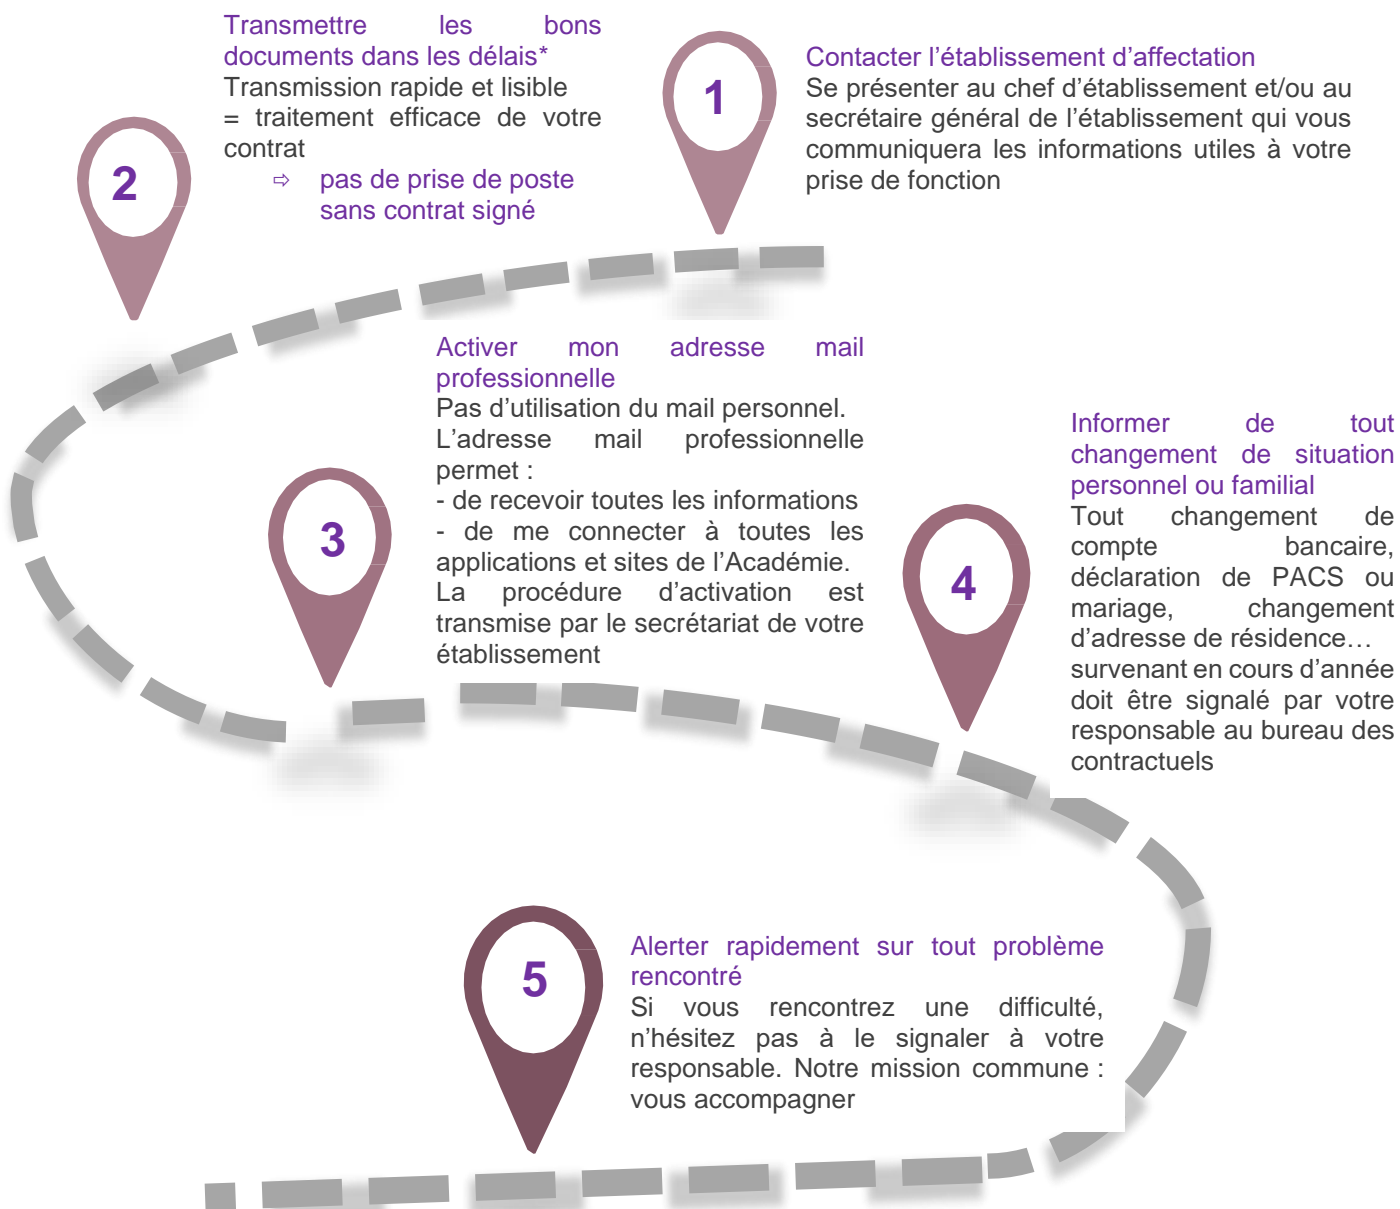 1
Contacter l’établissement d’affectation
Se présenter au chef d’établissement et/ou au
secrétaire général de l’établissement qui vous
communiquera les informations utiles à votre
prise de fonction
2
Transmettre les bons
documents dans les délais*
Transmission rapide et lisible
= traitement efficace de votre
contrat
⇨ pas de prise de poste
sans contrat signé
3
Activer mon adresse mail
professionnelle
Pas d’utilisation du mail personnel.
L’adresse mail professionnelle
permet :
- de recevoir toutes les informations
- de me connecter à toutes les
applications et sites de l’Académie.
La procédure d’activation est
transmise par le secrétariat de votre
établissement
4
Informer de tout
changement de situation
personnel ou familial
Tout changement de
compte bancaire,
déclaration de PACS ou
mariage, changement
d’adresse de résidence…
survenant en cours d’année
doit être signalé par votre
responsable au bureau des
contractuels
5
Alerter rapidement sur tout problème
rencontré
Si vous rencontrez une difficulté,
n’hésitez pas à le signaler à votre
responsable. Notre mission commune :
vous accompagner